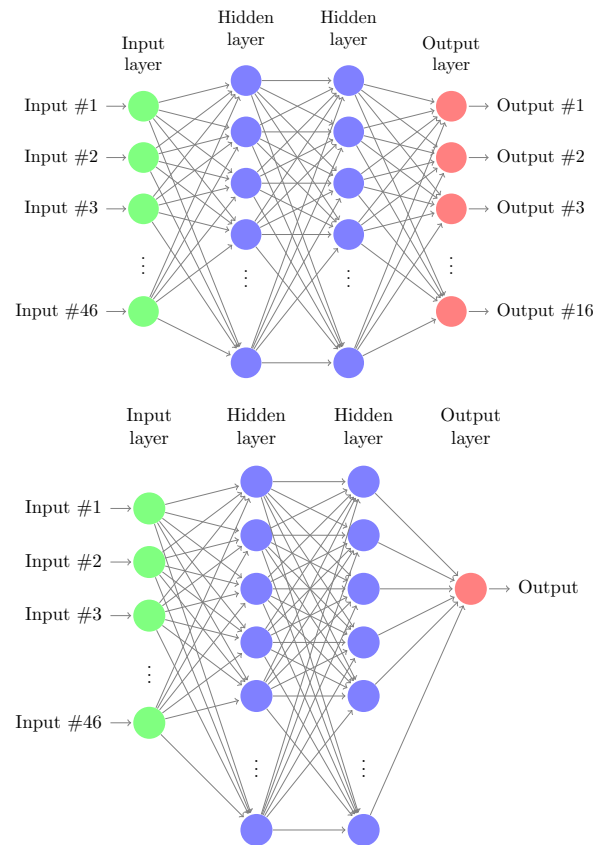 Hidden
layer
Hidden
layer
Input
layer
Output
layer
Input #1
Output #1
Input #2
Output #2
Input #3
Output #3
⋮
⋮
⋮
⋮
Input #46
Output #16
Input
layer
Hidden
layer
Hidden
layer
Output
layer
Input #1
Input #2
Output
Input #3
⋮
Input #46
⋮
⋮